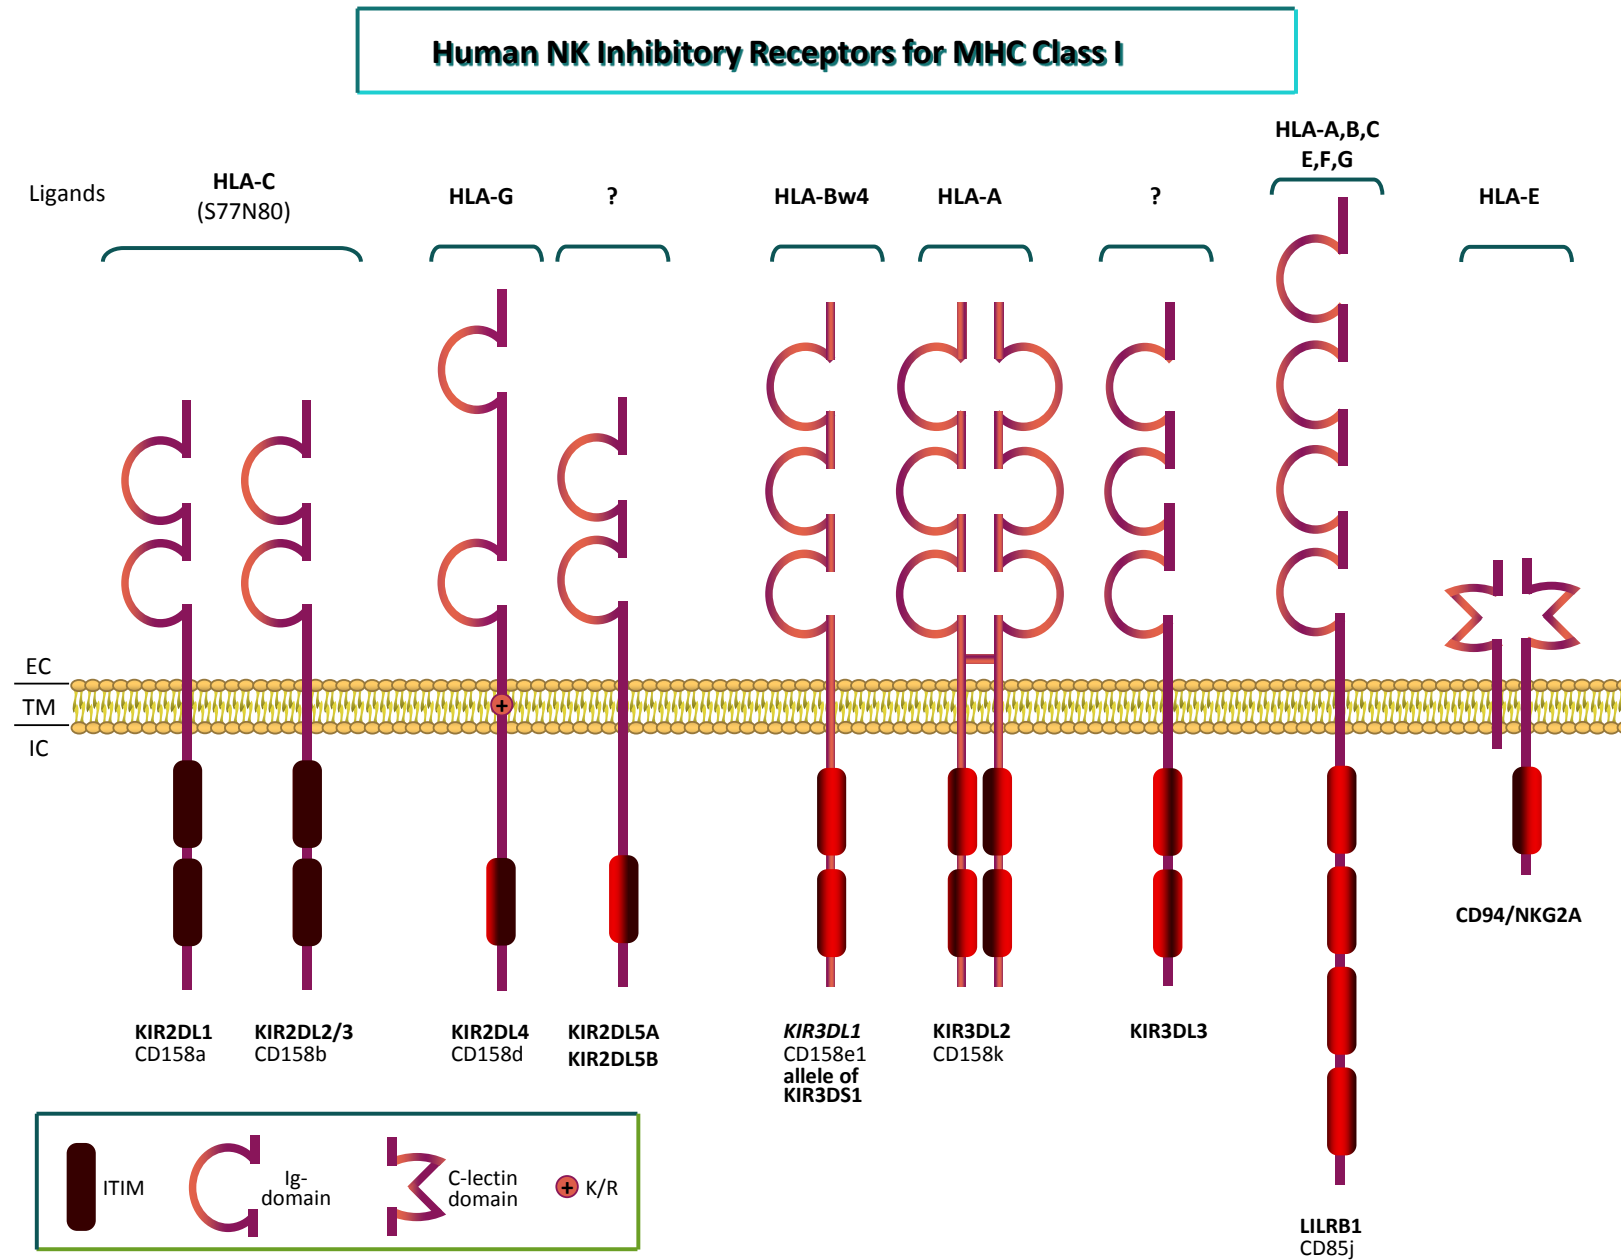 Human NK Inhibitory Receptors for MHC Class I
Ligands
HLA-C
(S77N80)
HLA-G
?
HLA-Bw4
HLA-A
?
HLA-A,B,C
E,F,G
HLA-E
EC
TM
IC
+
KIR2DL1
CD158a
KIR2DL2/3
CD158b
KIR2DL4
CD158d
KIR2DL5A
KIR2DL5B
KIR3DL1
CD158e1
allele of
KIR3DS1
KIR3DL2
CD158k
KIR3DL3
LILRB1
CD85j
CD94/NKG2A
ITIM
Ig-
domain
C-lectin
domain
+
K/R